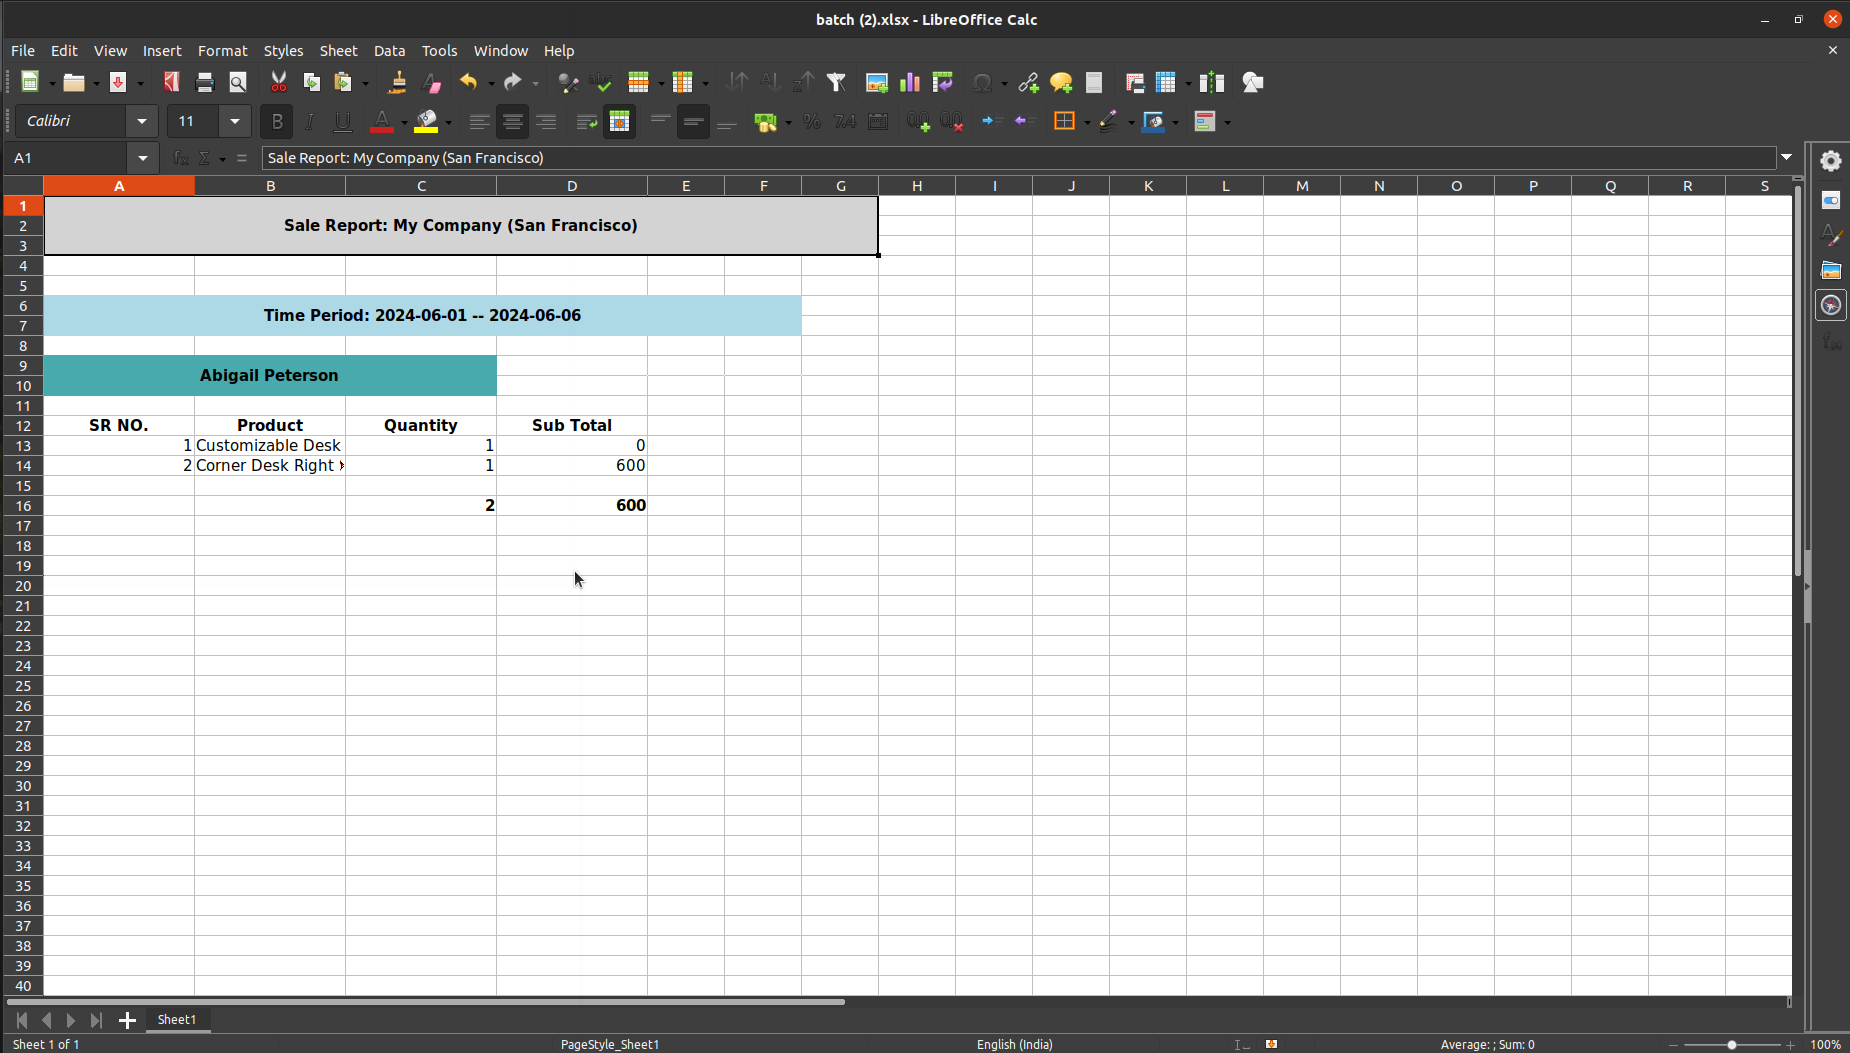 batch (2).xlsx - LibreOffice Calc
File Edit View Insert Format Styles Sheet Data Tools Window Help
Calibri 11
A1 Sale Report: My Company (San Francisco)
A B C D E F G H I J K L M N O P Q R S
1
2 Sale Report: My Company (San Francisco)
3
4
5
6 Time Period: 2024-06-01 -- 2024-06-06
7
8
9 Abigail Peterson
10
11
12 SR NO. Product Quantity Sub Total
13 1 Customizable Desk 1 0
14 2 Corner Desk Right 1 600
15
16 2 600
17
18
19
20
21
22
23
24
25
26
27
28
29
30
31
32
33
34
35
36
37
38
39
40
Sheet1
Sheet 1 of 1 PageStyle_Sheet1 English (India) Average: ; Sum: 0 100%